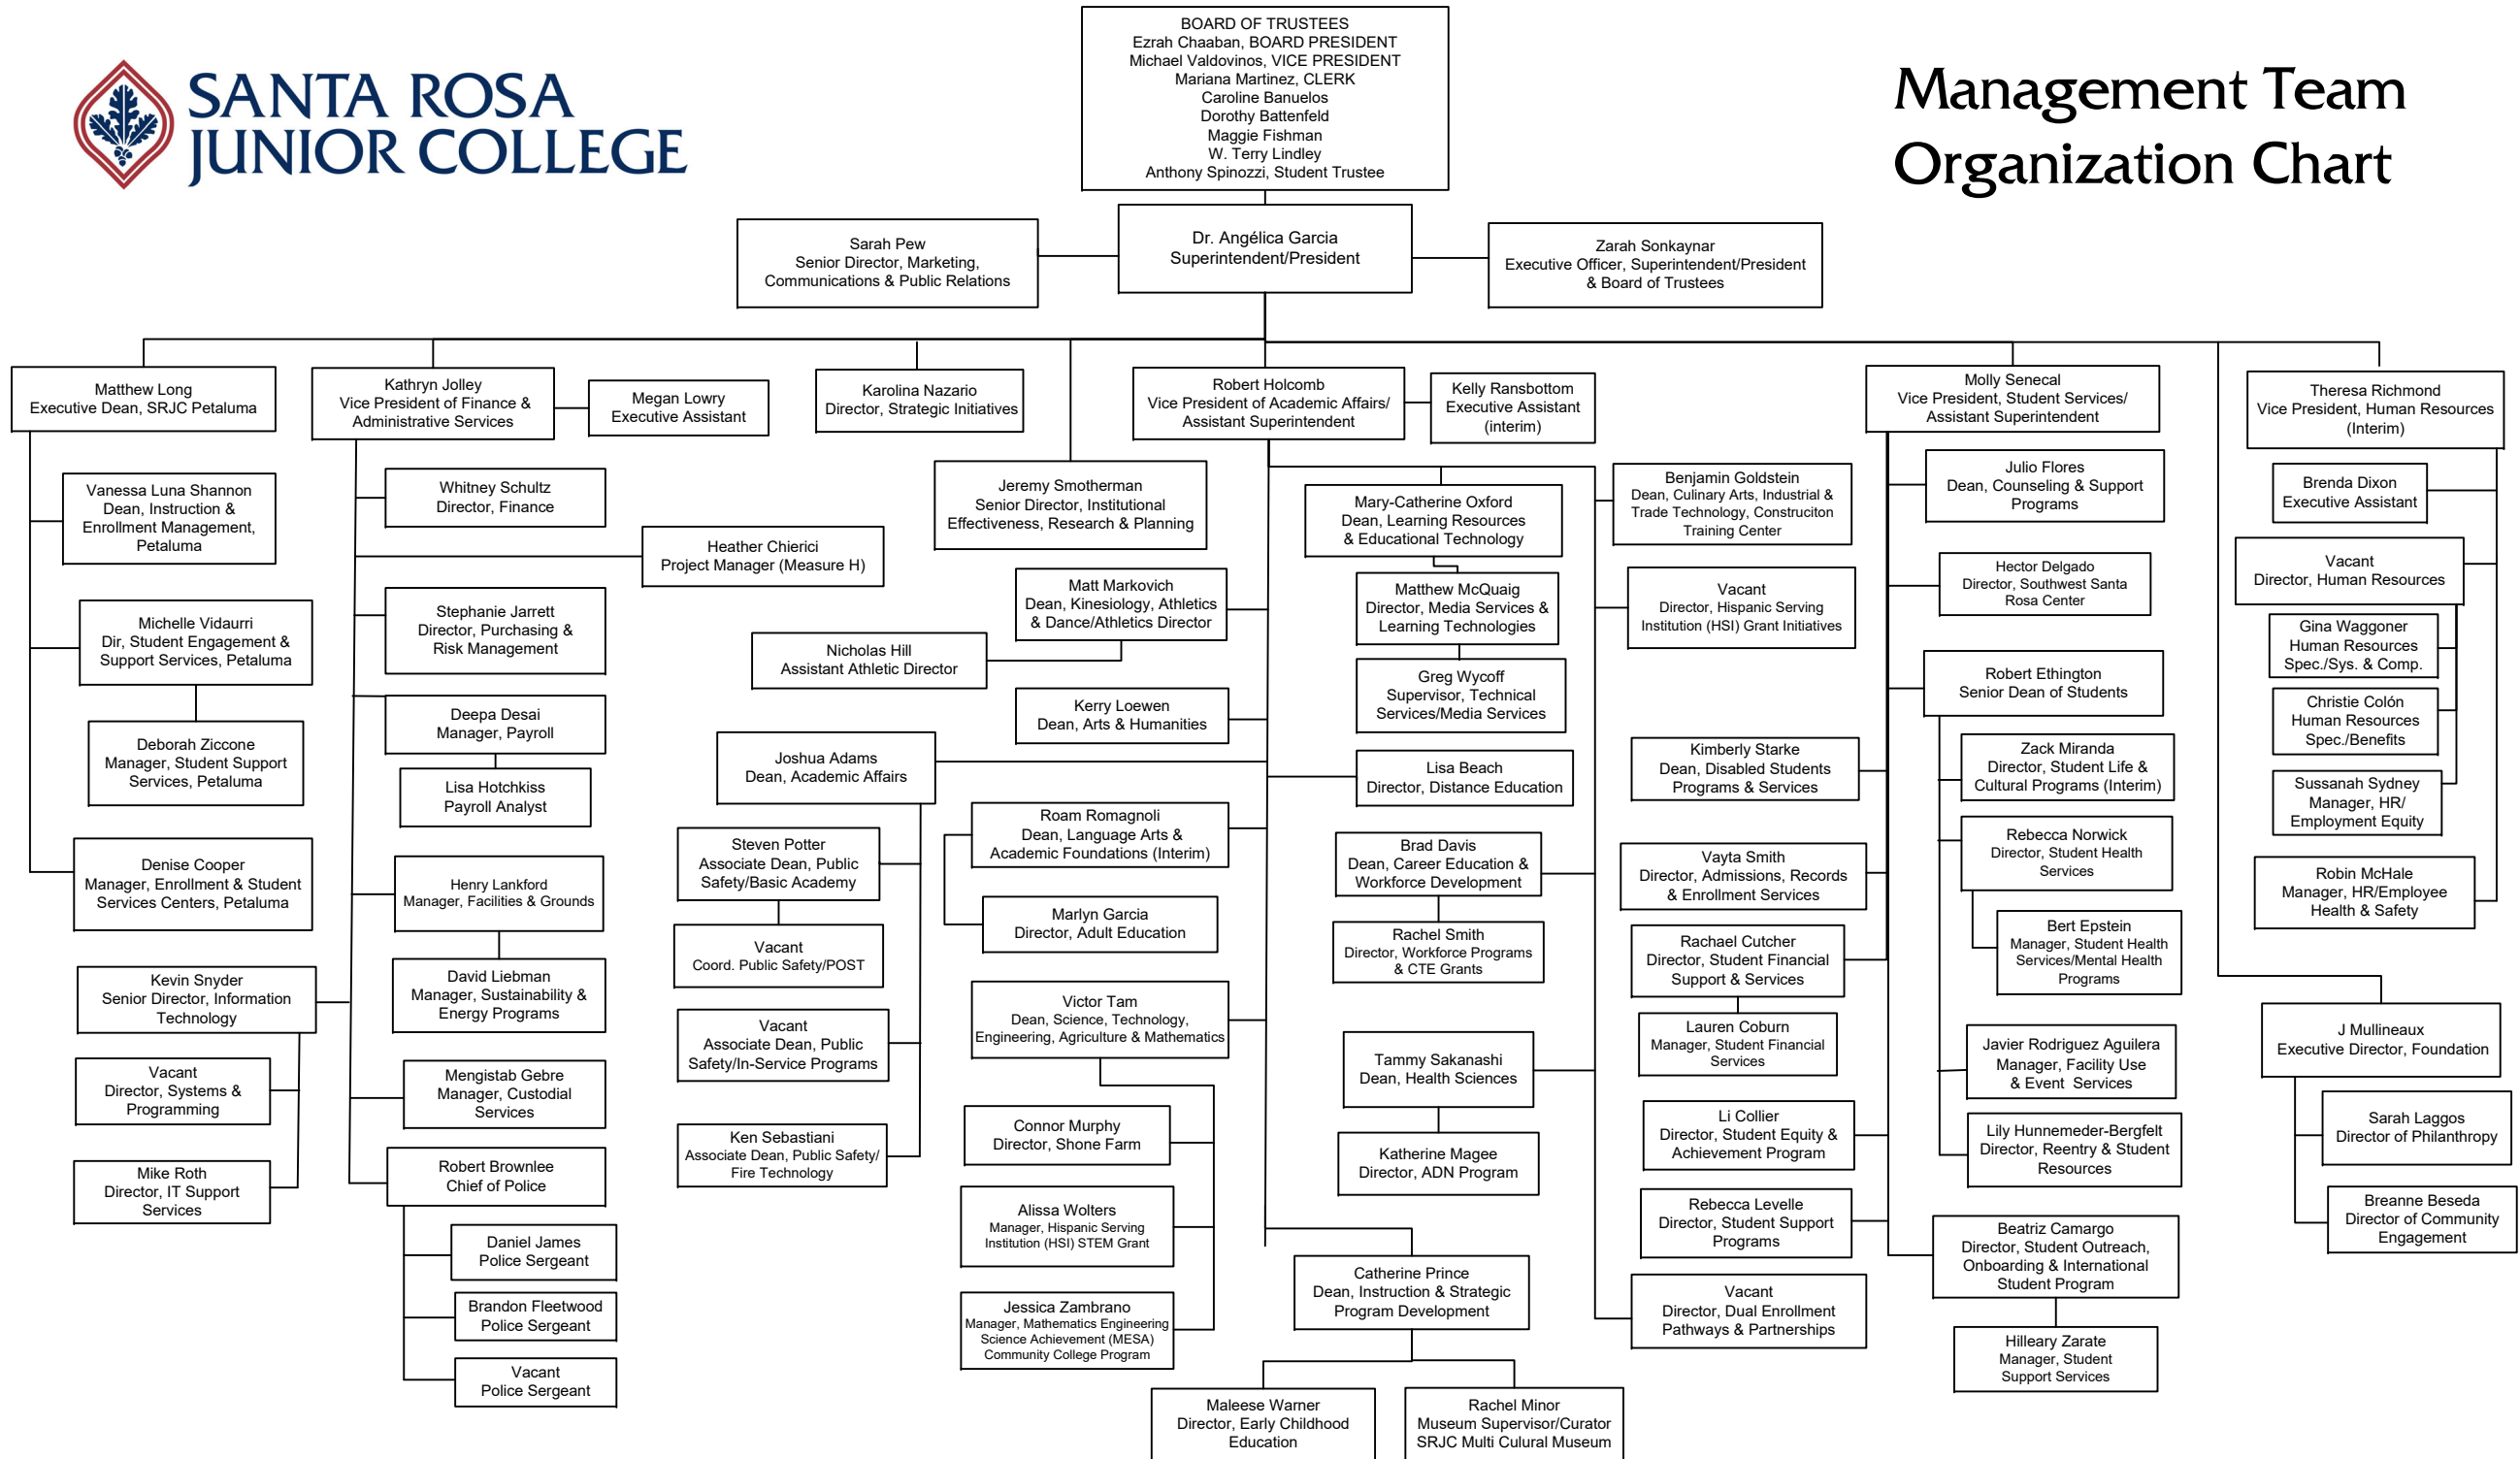 BOARD OF TRUSTEES
Ezrah Chaaban, BOARD PRESIDENT
Michael Valdovinos, VICE PRESIDENT
Mariana Martinez, CLERK
Caroline Banuelos
Dorothy Battenfeld
Maggie Fishman
W. Terry Lindley
Anthony Spinozzi, Student Trustee
SANTA ROSA
JUNIOR COLLEGE
Management Team
Organization Chart
Sarah Pew
Senior Director, Marketing,
Communications & Public Relations
Dr. Angélica Garcia
Superintendent/President
Zarah Sonkaynar
Executive Officer, Superintendent/President
& Board of Trustees
Matthew Long
Executive Dean, SRJC Petaluma
Kathryn Jolley
Vice President of Finance &
Administrative Services
Megan Lowry
Executive Assistant
Karolina Nazario
Director, Strategic Initiatives
Robert Holcomb
Vice President of Academic Affairs/
Assistant Superintendent
Kelly Ransbottom
Executive Assistant
(interim)
Molly Senecal
Vice President, Student Services/
Assistant Superintendent
Theresa Richmond
Vice President, Human Resources
(Interim)
Vanessa Luna Shannon
Dean, Instruction &
Enrollment Management,
Petaluma
Michelle Vidaurri
Dir, Student Engagement &
Support Services, Petaluma
Deborah Ziccone
Manager, Student Support
Services, Petaluma
Denise Cooper
Manager, Enrollment & Student
Services Centers, Petaluma
Kevin Snyder
Senior Director, Information
Technology
Vacant
Director, Systems &
Programming
Mike Roth
Director, IT Support
Services
Whitney Schultz
Director, Finance
Heather Chierici
Project Manager (Measure H)
Stephanie Jarrett
Director, Purchasing &
Risk Management
Deepa Desai
Manager, Payroll
Lisa Hotchkiss
Payroll Analyst
Henry Lankford
Manager, Facilities & Grounds
David Liebman
Manager, Sustainability &
Energy Programs
Mengistab Gebre
Manager, Custodial
Services
Robert Brownlee
Chief of Police
Daniel James
Police Sergeant
Brandon Fleetwood
Police Sergeant
Vacant
Police Sergeant
Jeremy Smotherman
Senior Director, Institutional
Effectiveness, Research & Planning
Matt Markovich
Dean, Kinesiology, Athletics
& Dance/Athletics Director
Nicholas Hill
Assistant Athletic Director
Kerry Loewen
Dean, Arts & Humanities
Joshua Adams
Dean, Academic Affairs
Steven Potter
Associate Dean, Public
Safety/Basic Academy
Vacant
Coord. Public Safety/POST
Vacant
Associate Dean, Public
Safety/In-Service Programs
Ken Sebastiani
Associate Dean, Public Safety/
Fire Technology
Roam Romagnoli
Dean, Language Arts &
Academic Foundations (Interim)
Marlyn Garcia
Director, Adult Education
Victor Tam
Dean, Science, Technology,
Engineering, Agriculture & Mathematics
Connor Murphy
Director, Shone Farm
Alissa Wolters
Manager, Hispanic Serving
Institution (HSI) STEM Grant
Jessica Zambrano
Manager, Mathematics Engineering
Science Achievement (MESA)
Community College Program
Mary-Catherine Oxford
Dean, Learning Resources
& Educational Technology
Matthew McQuaig
Director, Media Services &
Learning Technologies
Greg Wycoff
Supervisor, Technical
Services/Media Services
Lisa Beach
Director, Distance Education
Brad Davis
Dean, Career Education &
Workforce Development
Rachel Smith
Director, Workforce Programs
& CTE Grants
Tammy Sakanashi
Dean, Health Sciences
Katherine Magee
Director, ADN Program
Catherine Prince
Dean, Instruction & Strategic
Program Development
Maleese Warner
Director, Early Childhood
Education
Rachel Minor
Museum Supervisor/Curator
SRJC Multi Culural Museum
Benjamin Goldstein
Dean, Culinary Arts, Industrial &
Trade Technology, Construciton
Training Center
Vacant
Director, Hispanic Serving
Institution (HSI) Grant Initiatives
Kimberly Starke
Dean, Disabled Students
Programs & Services
Vayta Smith
Director, Admissions, Records
& Enrollment Services
Rachael Cutcher
Director, Student Financial
Support & Services
Lauren Coburn
Manager, Student Financial
Services
Li Collier
Director, Student Equity &
Achievement Program
Rebecca Levelle
Director, Student Support
Programs
Vacant
Director, Dual Enrollment
Pathways & Partnerships
Julio Flores
Dean, Counseling & Support
Programs
Hector Delgado
Director, Southwest Santa
Rosa Center
Robert Ethington
Senior Dean of Students
Zack Miranda
Director, Student Life &
Cultural Programs (Interim)
Rebecca Norwick
Director, Student Health
Services
Bert Epstein
Manager, Student Health
Services/Mental Health
Programs
Javier Rodriguez Aguilera
Manager, Facility Use
& Event Services
Lily Hunnemeder-Bergfelt
Director, Reentry & Student
Resources
Beatriz Camargo
Director, Student Outreach,
Onboarding & International
Student Program
Hilleary Zarate
Manager, Student
Support Services
Brenda Dixon
Executive Assistant
Vacant
Director, Human Resources
Gina Waggoner
Human Resources
Spec./Sys. & Comp.
Christie Colón
Human Resources
Spec./Benefits
Sussanah Sydney
Manager, HR/
Employment Equity
Robin McHale
Manager, HR/Employee
Health & Safety
J Mullineaux
Executive Director, Foundation
Sarah Laggos
Director of Philanthropy
Breanne Beseda
Director of Community
Engagement